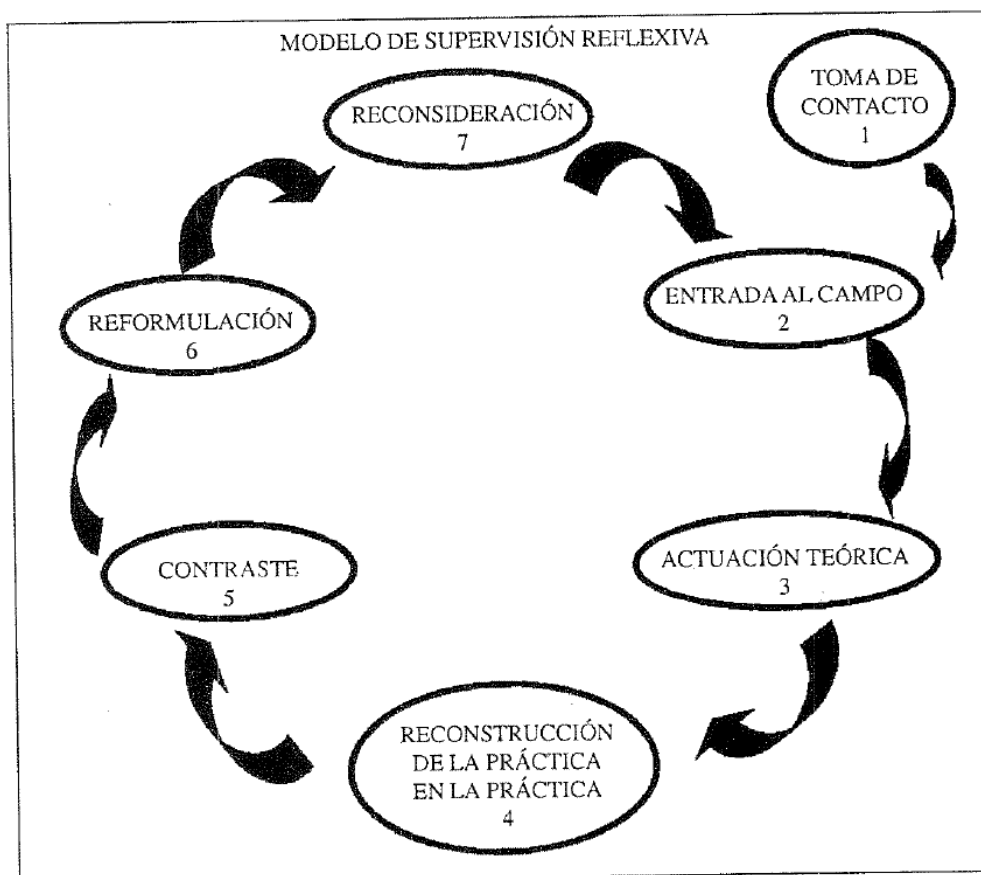 MODELO DE SUPERVISIÓN REFLEXIVA
TOMA DE
CONTACTO
1
ENTRADA AL CAMPO
2
ACTUACIÓN TEÓRICA
3
RECONSTRUCCIÓN
DE LA PRÁCTICA
EN LA PRÁCTICA
4
CONTRASTE
5
REFORMULACIÓN
6
RECONSIDERACIÓN
7